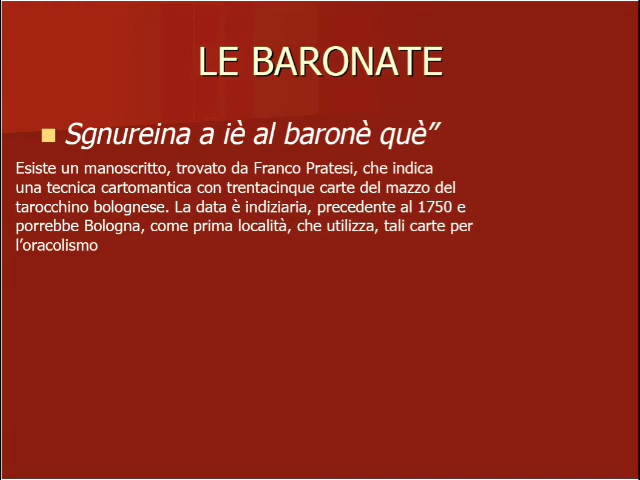 LE BARONATE
Sgnureina a iè al baronè què”
Esiste un manoscritto, trovato da Franco Pratesi, che indica
una tecnica cartomantica con trentacinque carte del mazzo del
tarocchino bolognese. La data è indiziaria, precedente al 1750 e
porrebbe Bologna, come prima località, che utilizza, tali carte per
l’oracolismo